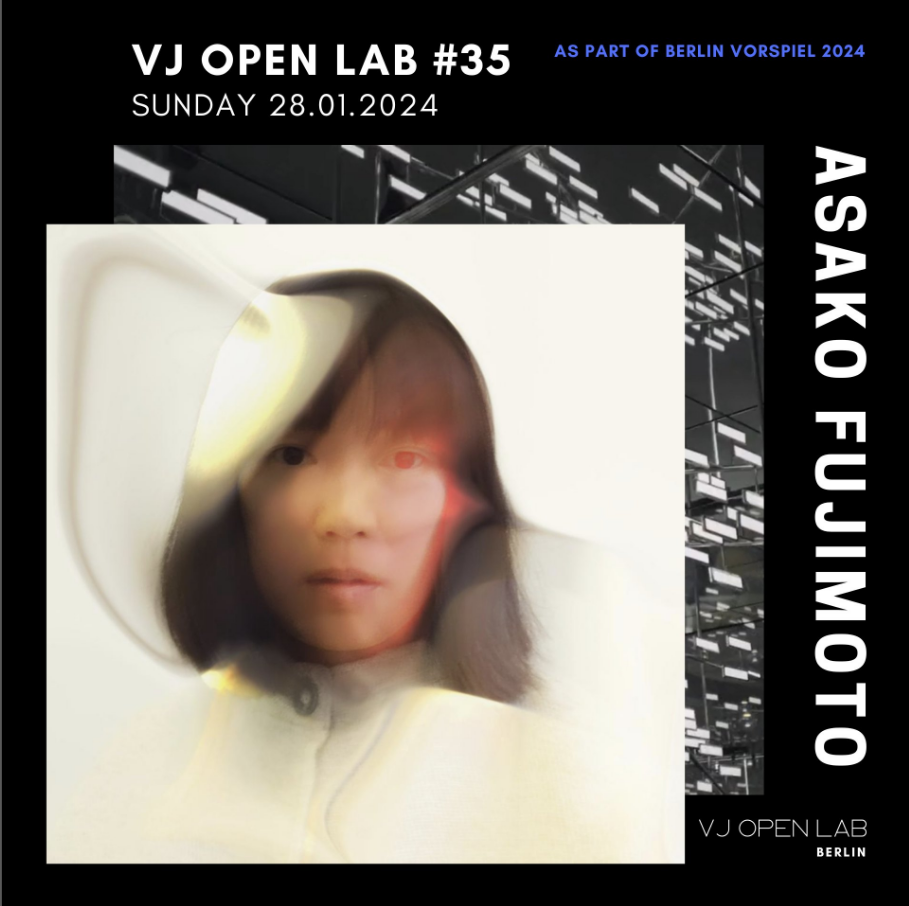 VJ OPEN LAB #35
AS PART OF BERLIN VORSPIEL 2024
SUNDAY 28.01.2024
ASAKO FUJIMOTO
VJ OPEN LAB
BERLIN